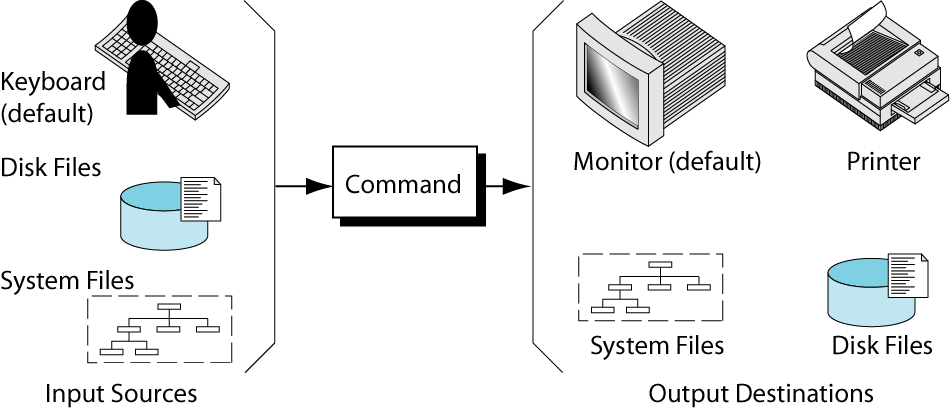 Keyboard
(default)
Disk Files
System Files
Input Sources
Command
Monitor (default)
Printer
System Files
Disk Files
Output Destinations